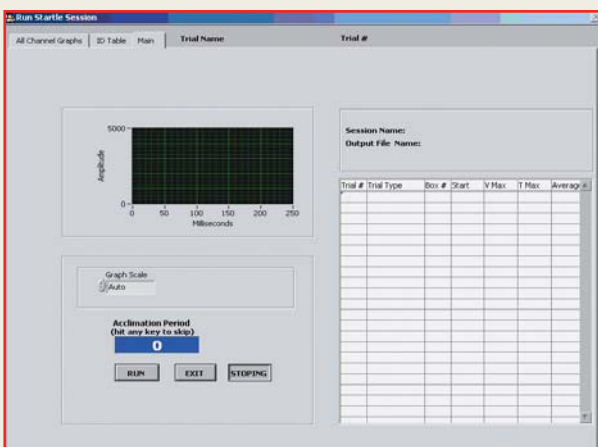 Run Startle Session
All Channel Graphs ID Table Main Trial Name Trial #
5000
Amplitude
0
0 50 100 150 200 250
Milliseconds
Session Name:
Output File Name:
Trial # Trial Type Box # Start V Max T Max Averag
Graph Scale
Auto
Acclimation Period
(hit any key to skip)
0
RUN EXIT STOPING